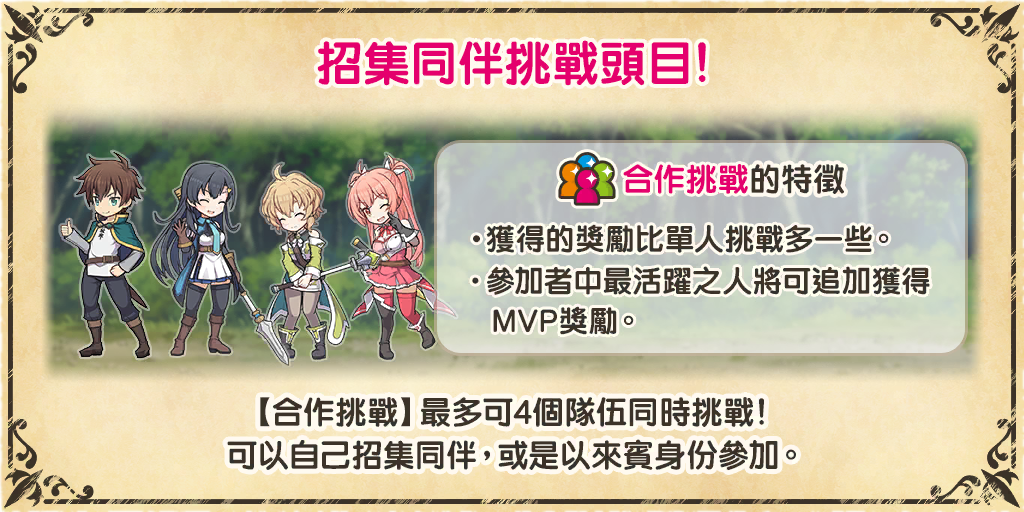 招集同伴挑戰頭目!
合作挑戰的特徵
・獲得的獎勵比單人挑戰多一些。
・參加者中最活躍之人將可追加獲得
MVP獎勵。
【合作挑戰】最多可4個隊伍同時挑戰!
可以自己招集同伴,或是以來賓身份參加。